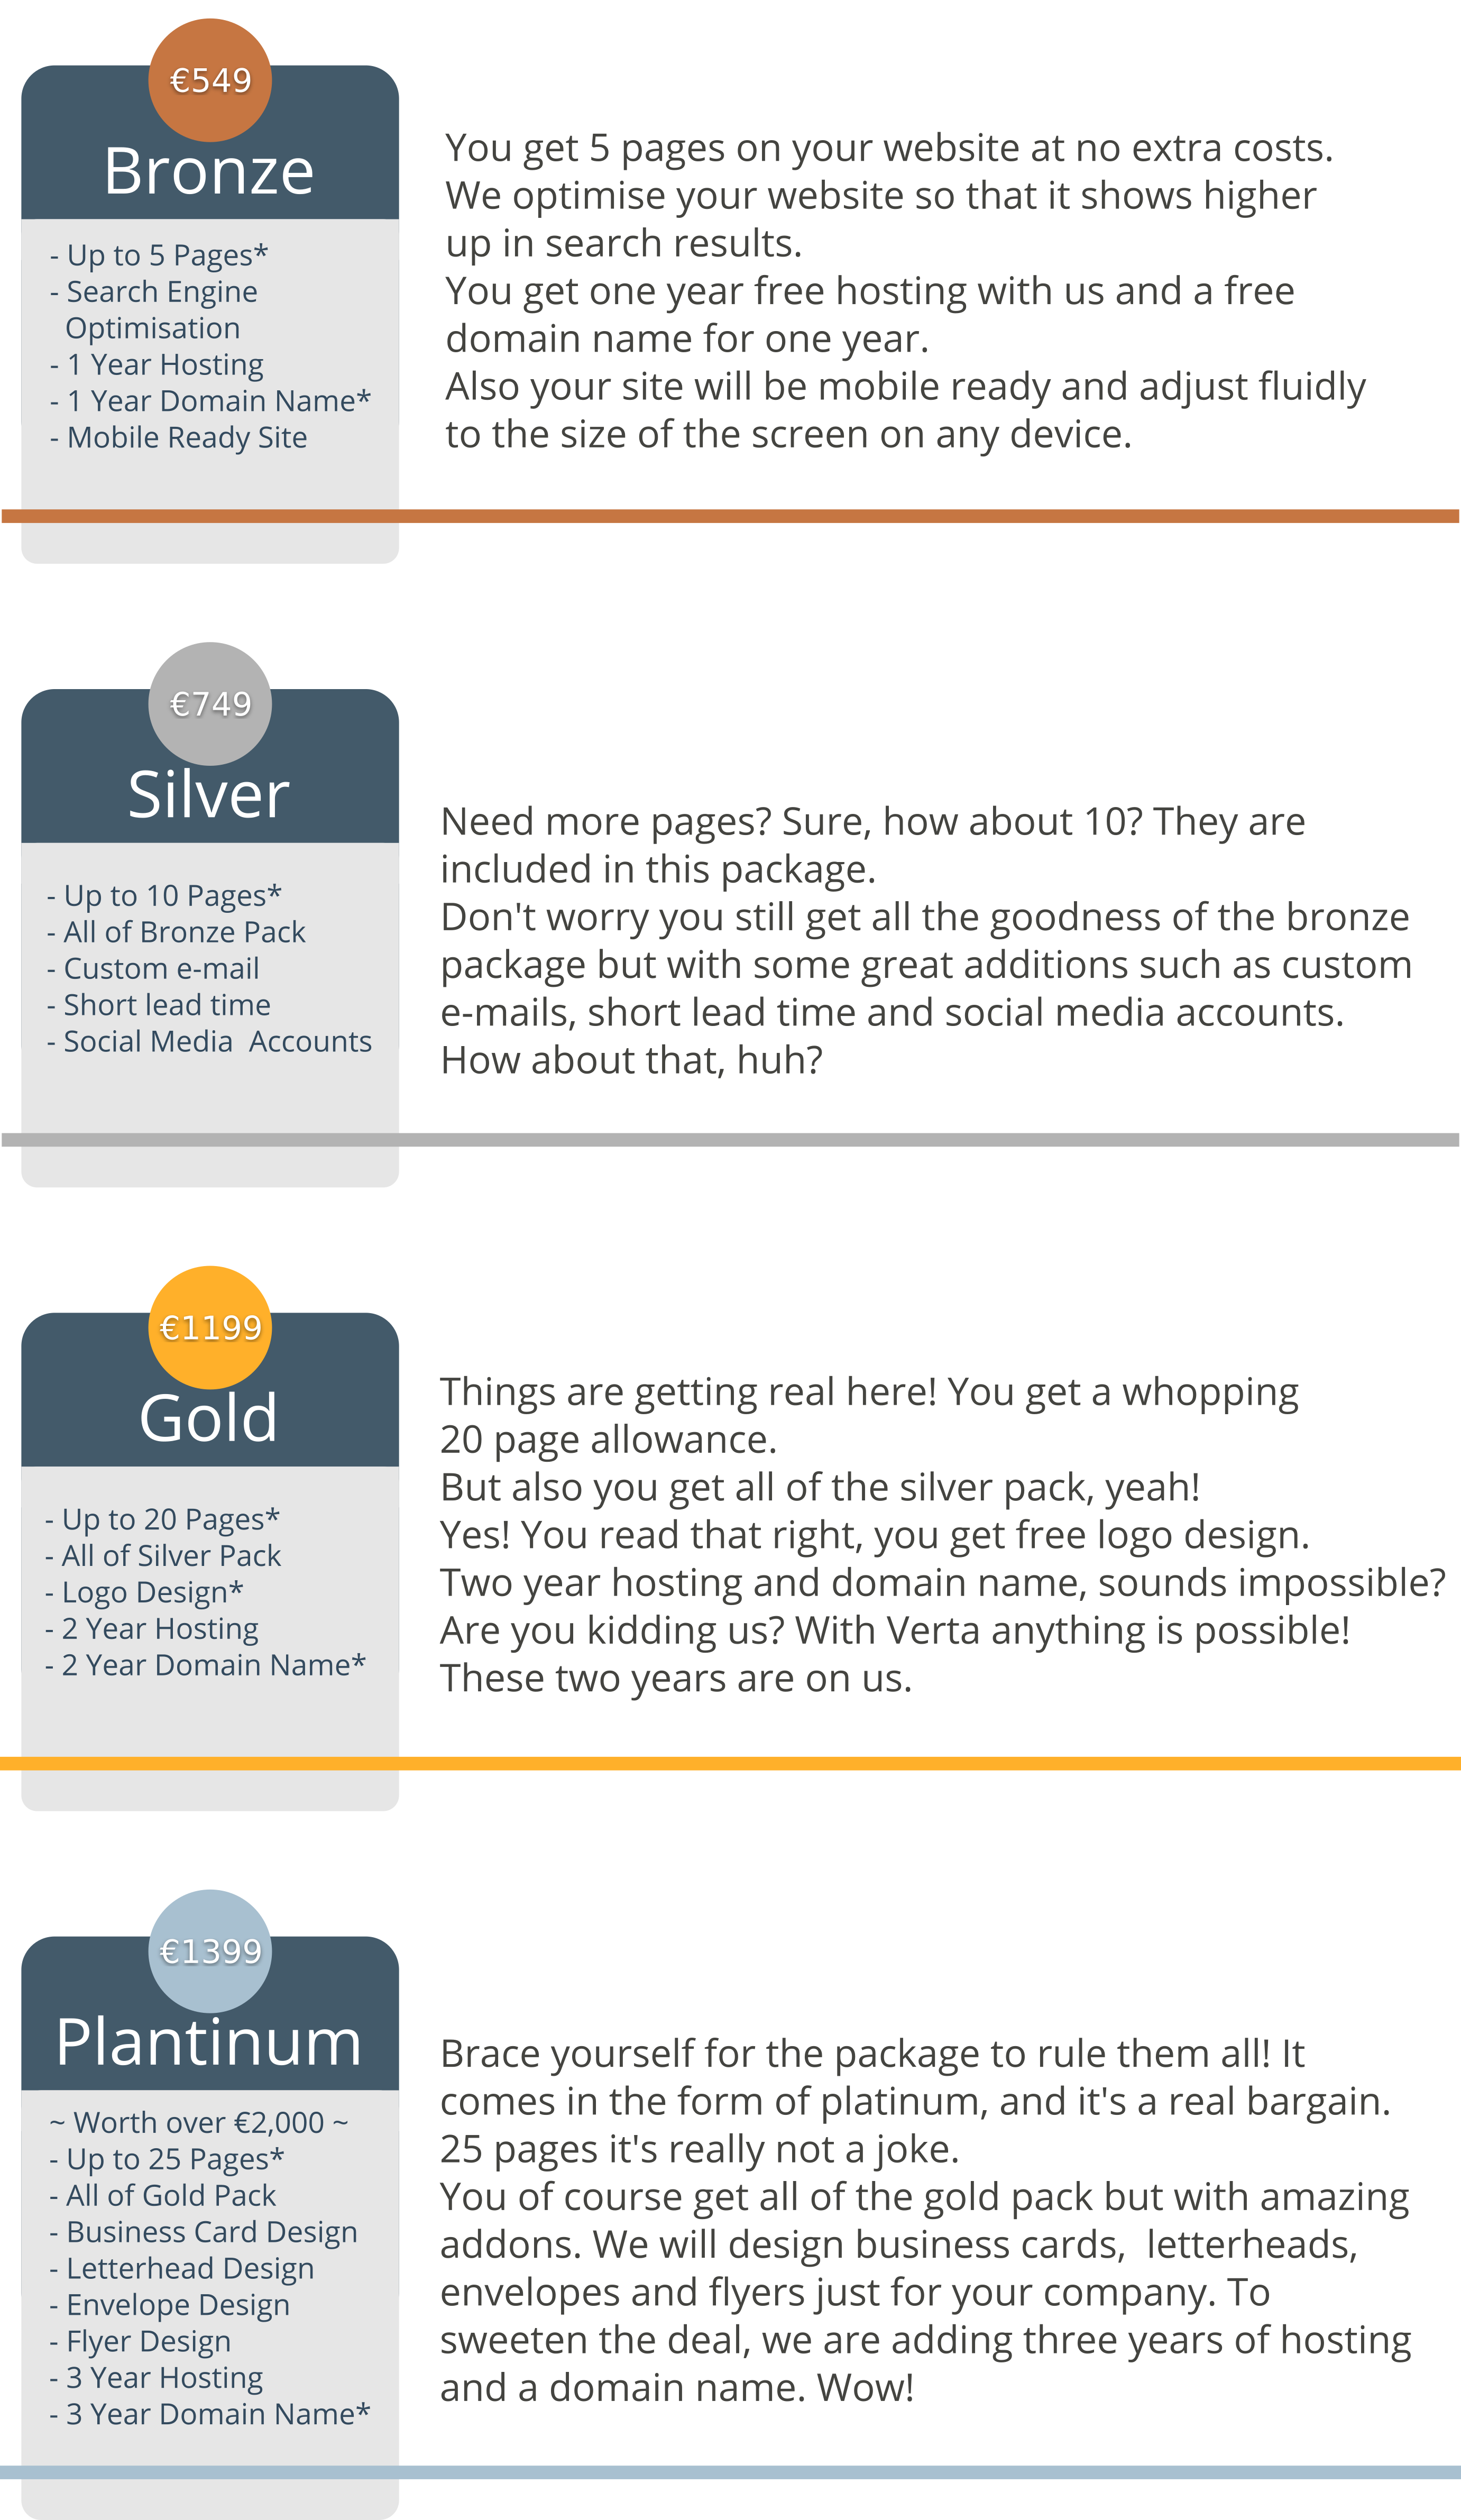 €549
Bronze
- Up to 5 Pages*
- Search Engine
Optimisation
- 1 Year Hosting
- 1 Year Domain Name*
- Mobile Ready Site
You get 5 pages on your website at no extra costs.
We optimise your website so that it shows higher
up in search results.
You get one year free hosting with us and a free
domain name for one year.
Also your site will be mobile ready and adjust fluidly
to the size of the screen on any device.
€749
Silver
- Up to 10 Pages*
- All of Bronze Pack
- Custom e-mail
- Short lead time
- Social Media  Accounts
Need more pages? Sure, how about 10? They are
included in this package.
Don't worry you still get all the goodness of the bronze
package but with some great additions such as custom
e-mails, short lead time and social media accounts.
How about that, huh?
€1199
Gold
- Up to 20 Pages*
- All of Silver Pack
- Logo Design*
- 2 Year Hosting
- 2 Year Domain Name*
Things are getting real here! You get a whopping
20 page allowance.
But also you get all of the silver pack, yeah!
Yes! You read that right, you get free logo design.
Two year hosting and domain name, sounds impossible?
Are you kidding us? With Verta anything is possible!
These two years are on us.
€1399
Plantinum
~ Worth over €2,000 ~
- Up to 25 Pages*
- All of Gold Pack
- Business Card Design
- Letterhead Design
- Envelope Design
- Flyer Design
- 3 Year Hosting
- 3 Year Domain Name*
Brace yourself for the package to rule them all! It
comes in the form of platinum, and it's a real bargain.
25 pages it's really not a joke.
You of course get all of the gold pack but with amazing
addons. We will design business cards,  letterheads,
envelopes and flyers just for your company. To
sweeten the deal, we are adding three years of hosting
and a domain name. Wow!